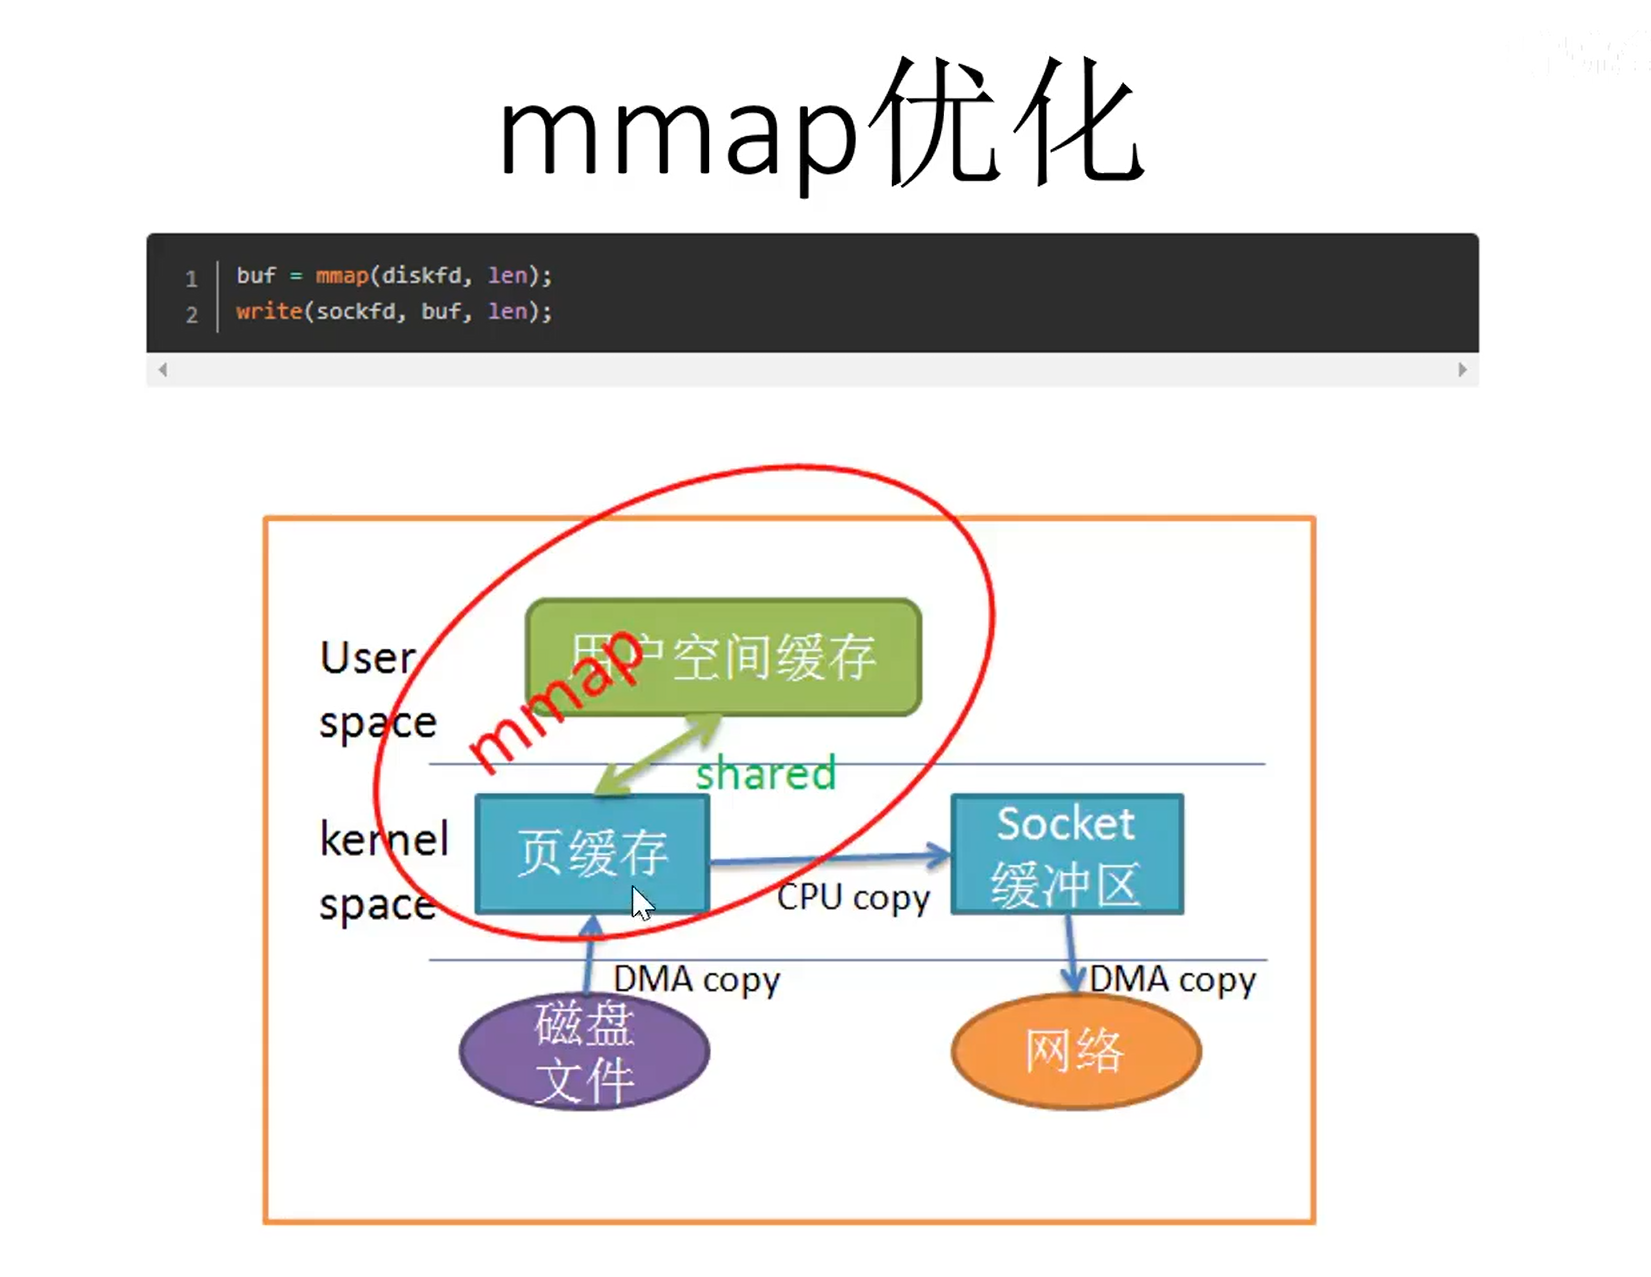 mmap优化
1 buf = mmap(diskfd, len);
2 write(sockfd, buf, len);
User
space
用户空间缓存
mmap
shared
kernel
space
页缓存
CPU copy
Socket
缓冲区
DMA copy
DMA copy
磁盘
文件
网络